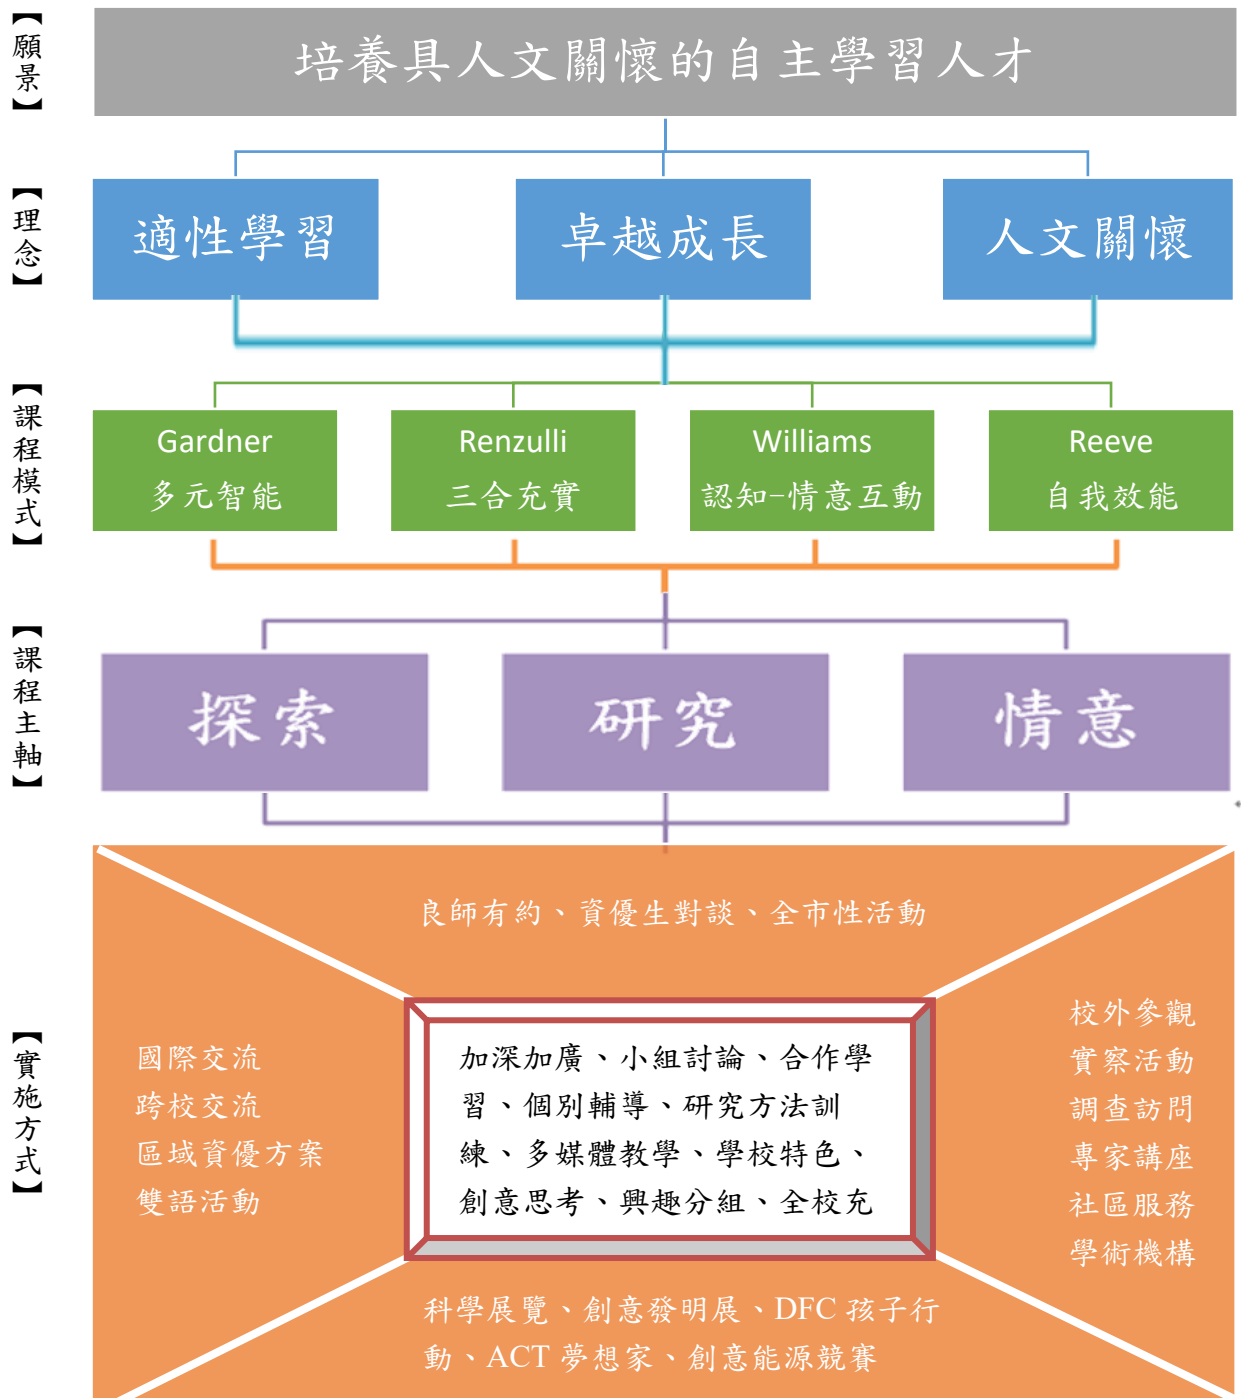 【願景】
培養具人文關懷的自主學習人才
【理念】
適性學習
卓越成長
人文關懷
【課程模式】
Gardner
多元智能
Renzulli
三合充實
Williams
認知-情意互動
Reeve
自我效能
【課程主軸】
探索
研究
情意
【實施方式】
良師有約、資優生對談、全市性活動
國際交流
跨校交流
區域資優方案
雙語活動
加深加廣、小組討論、合作學
習、個別輔導、研究方法訓
練、多媒體教學、學校特色、
創意思考、興趣分組、全校充
校外參觀
實察活動
調查訪問
專家講座
社區服務
學術機構
科學展覽、創意發明展、DFC 孩子行
動、ACT 夢想家、創意能源競賽